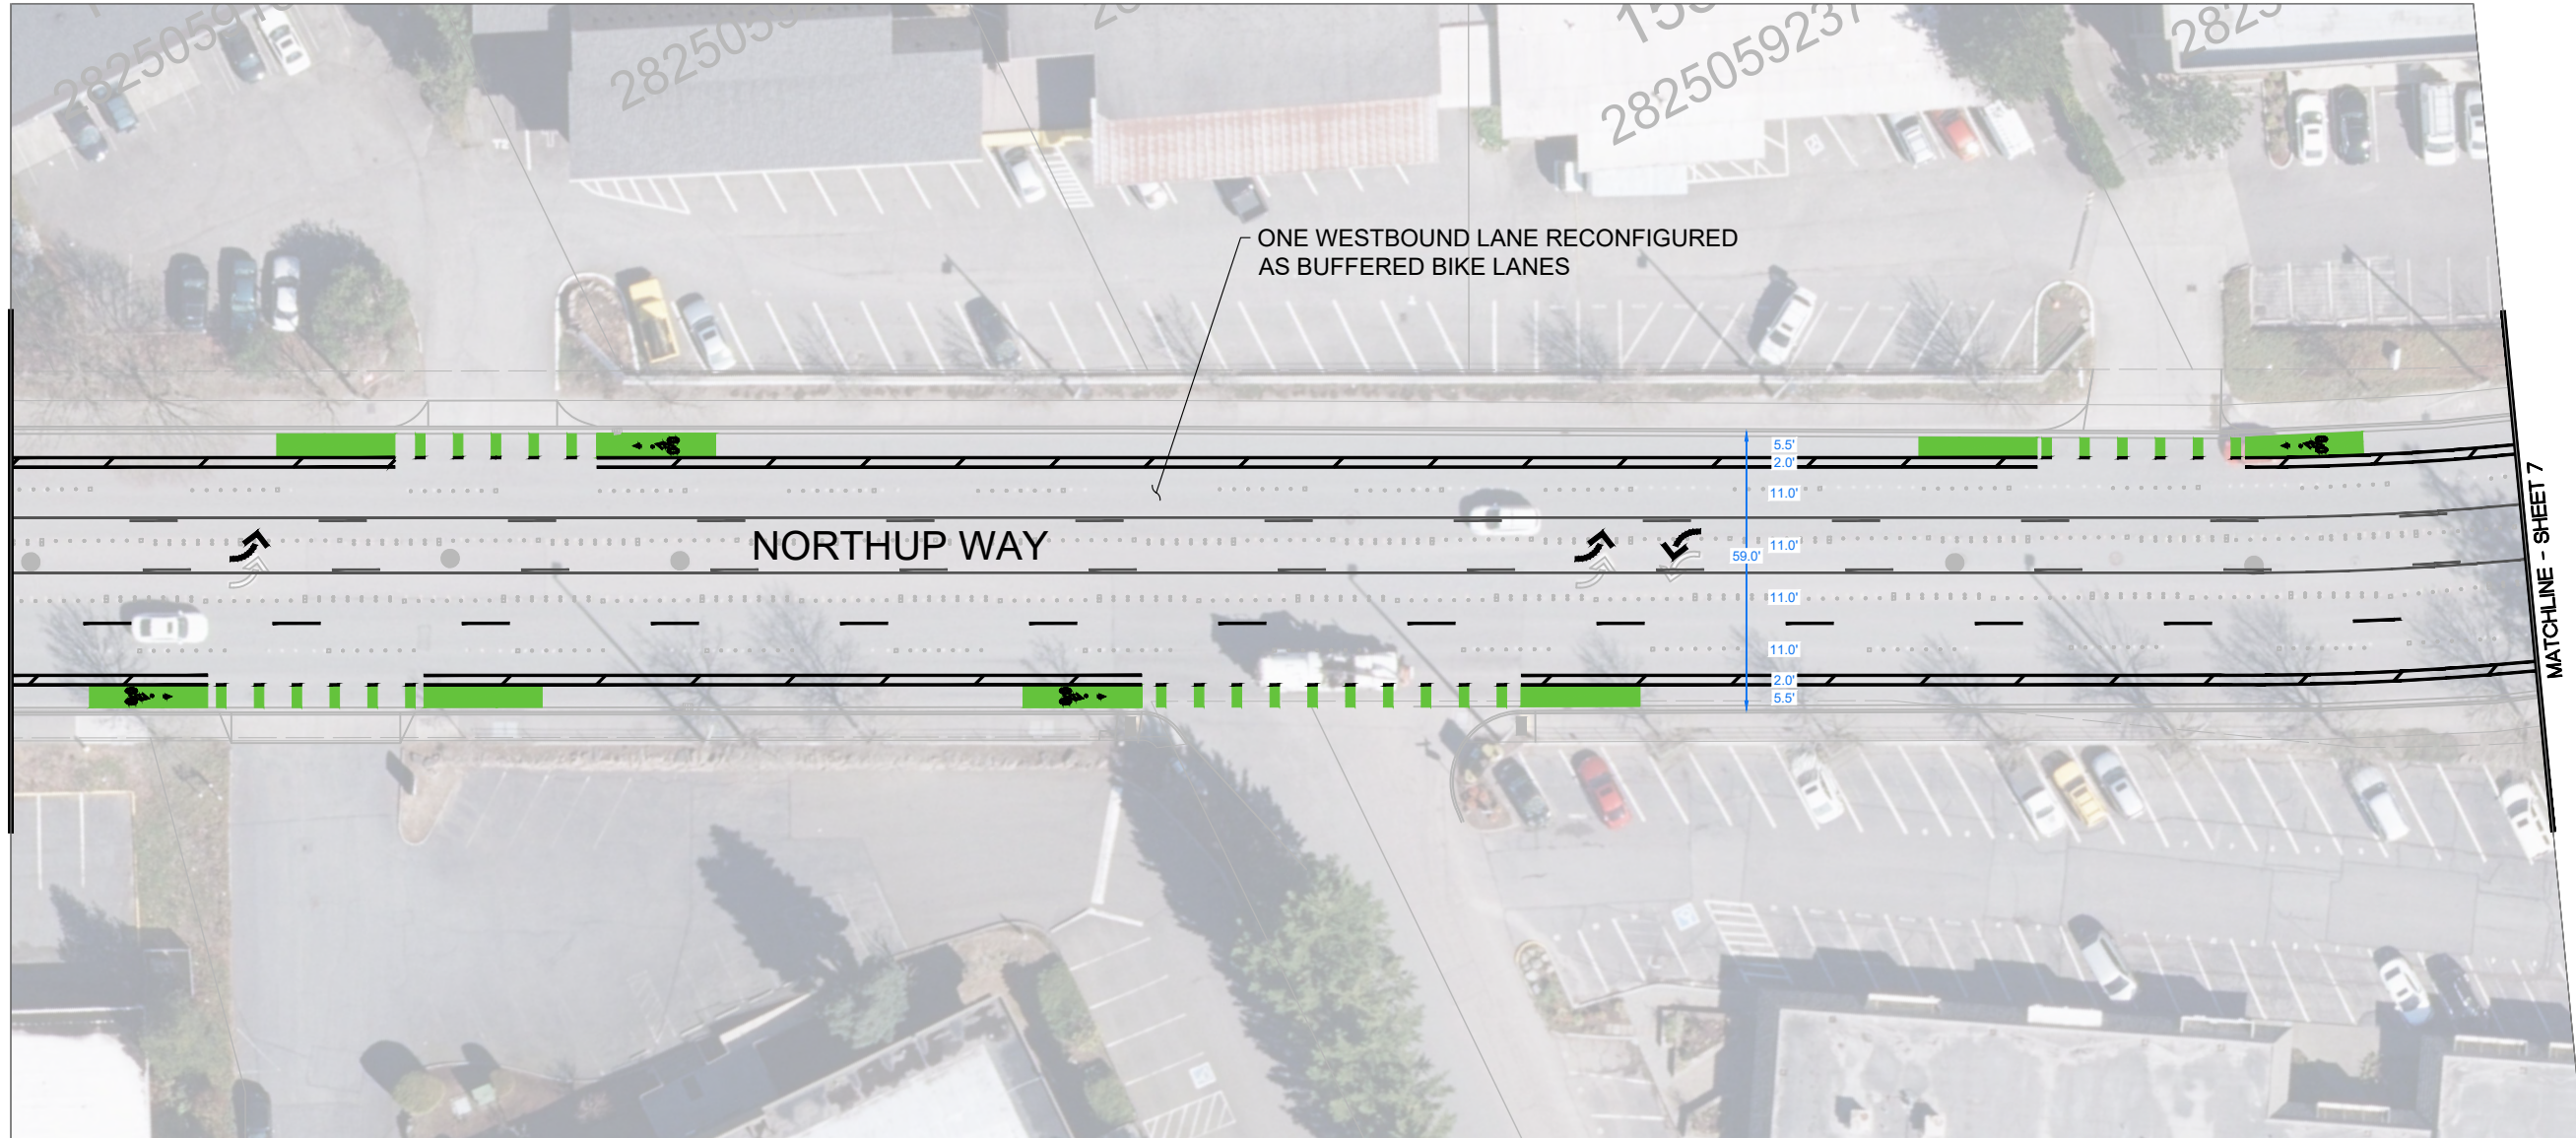 2825059237
ONE WESTBOUND LANE RECONFIGURED
AS BUFFERED BIKE LANES
5.5'
2.0'
11.0'
NORTHUP WAY
11.0'
59.0'
11.0'
11.0'
2.0'
5.5'
MATCHLINE - SHEET 7